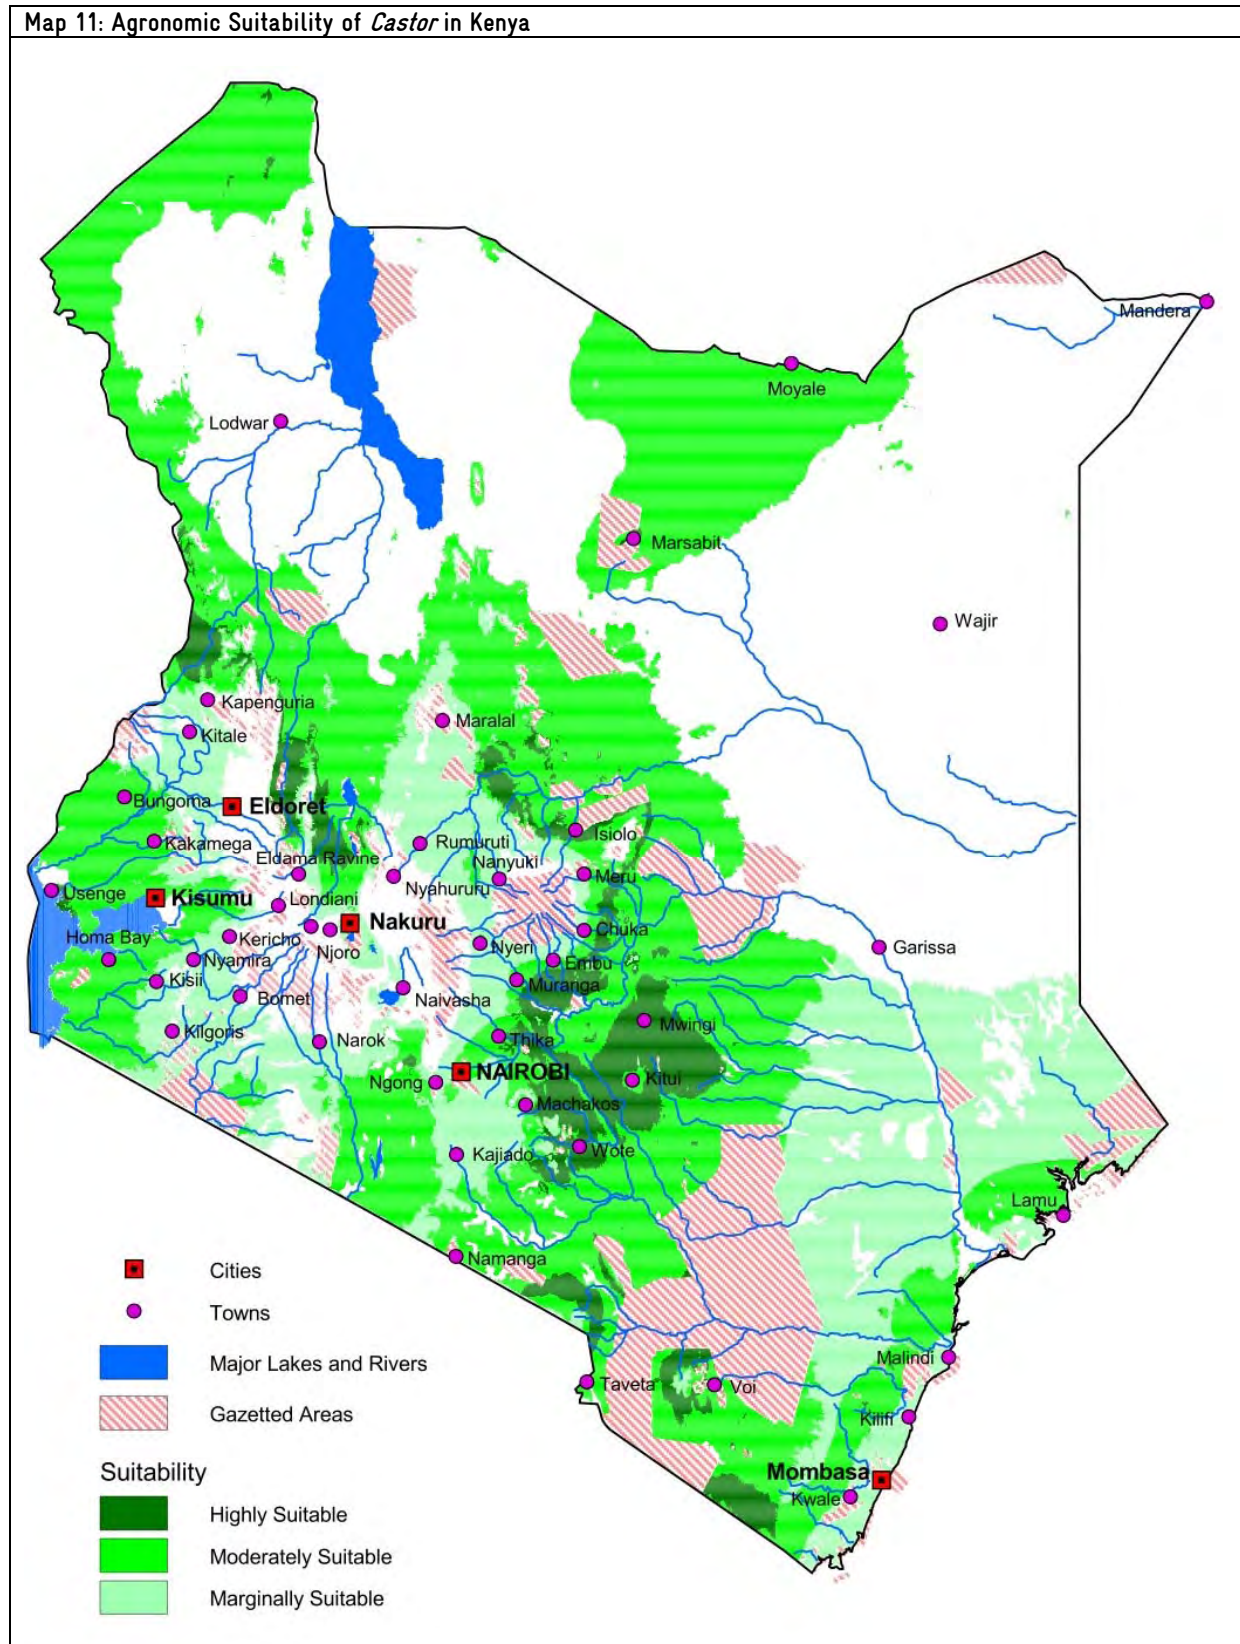 Map 11: Agronomic Suitability of Castor in Kenya
Mandera
Moyale
Lodwar
Marsabit
Wajir
Kapenguria
Maralal
Kitale
Bungoma
Eldoret
Isiolo
Kakamega
Rumuruti
Eldama Ravine
Nanyuki
Meru
Nyahururu
Usenge
Kisumu
Londiani
Nakuru
Chuka
Homa Bay
Kericho
Njoro
Nyeri
Garissa
Nyamira
Embu
Kisii
Muranga
Bomet
Naivasha
Mwingi
Kilgoris
Narok
Thika
Ngong
NAIROBI
Kitui
Machakos
Kajiado
Wote
Lamu
Namanga
Malindi
Taveta
Voi
Kilifi
Mombasa
Kwale
Cities
Towns
Major Lakes and Rivers
Gazetted Areas
Suitability
Highly Suitable
Moderately Suitable
Marginally Suitable